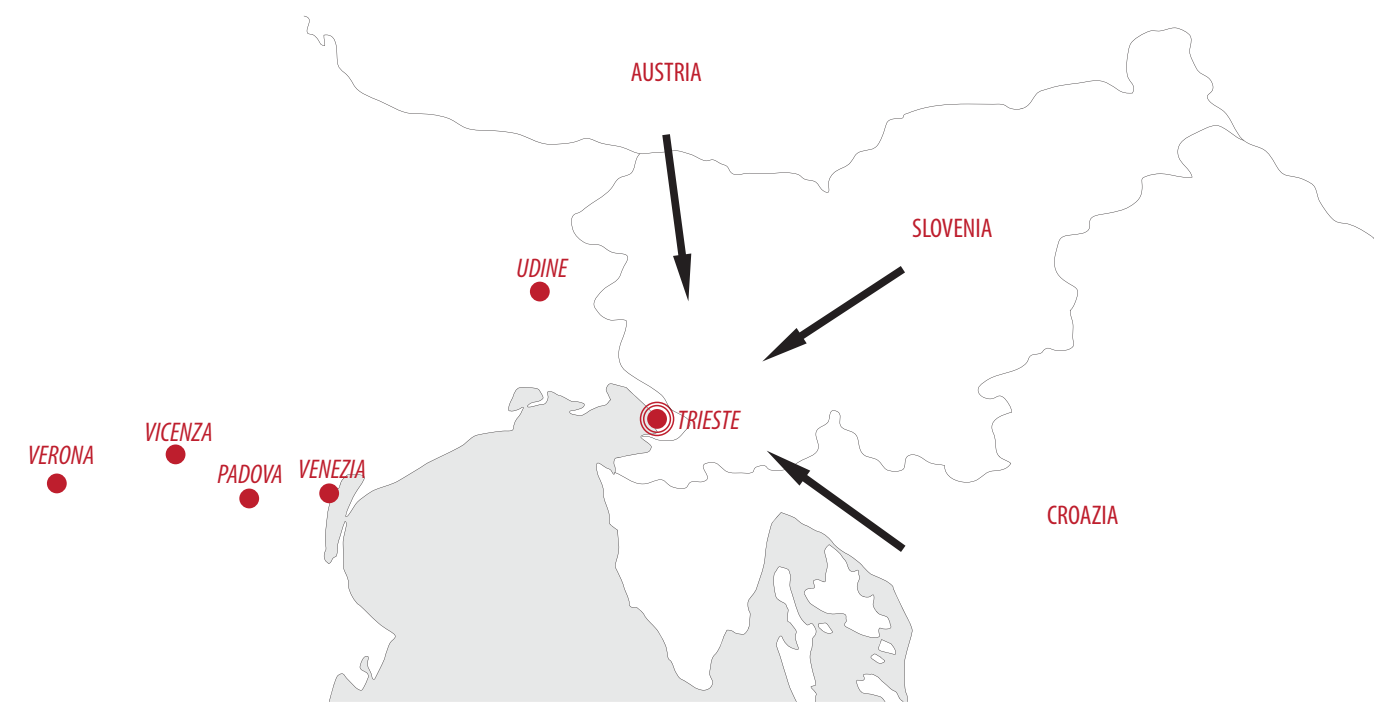 AUSTRIA
SLOVENIA
UDINE
TRIESTE
VICENZA
VERONA
PADOVA
VENEZIA
CROAZIA